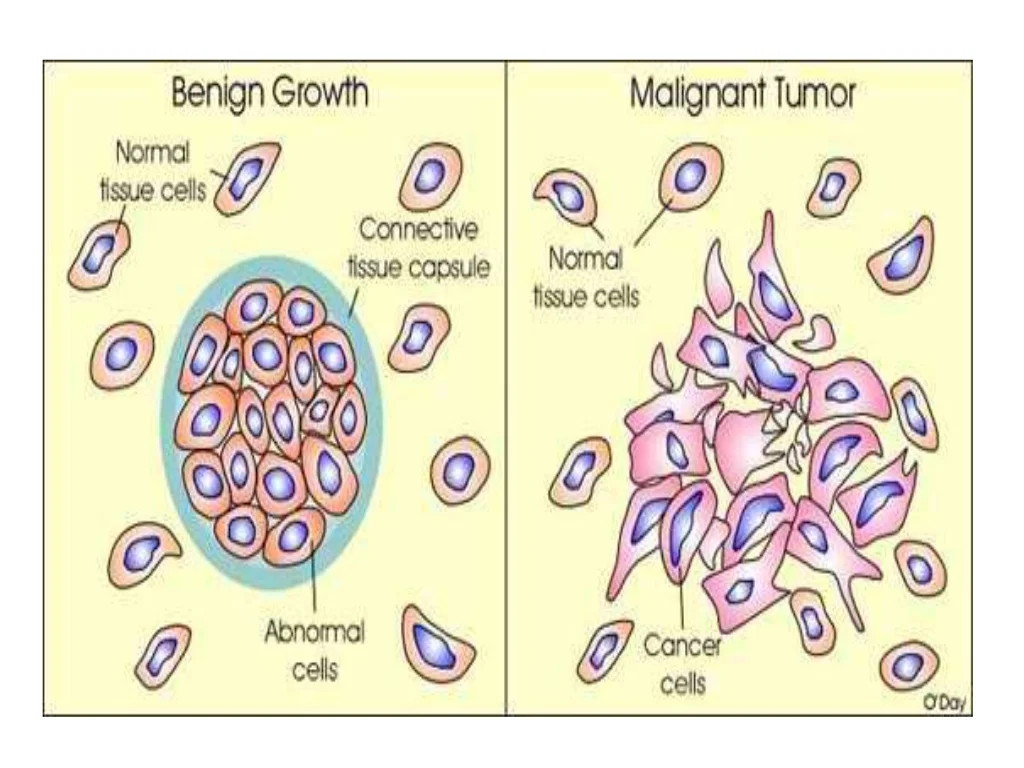 Benign Growth
Normal
tissue cells
Connective
tissue capsule
Abnormal
cells
Malignant Tumor
Normal
tissue cells
Cancer
cells
O'Day